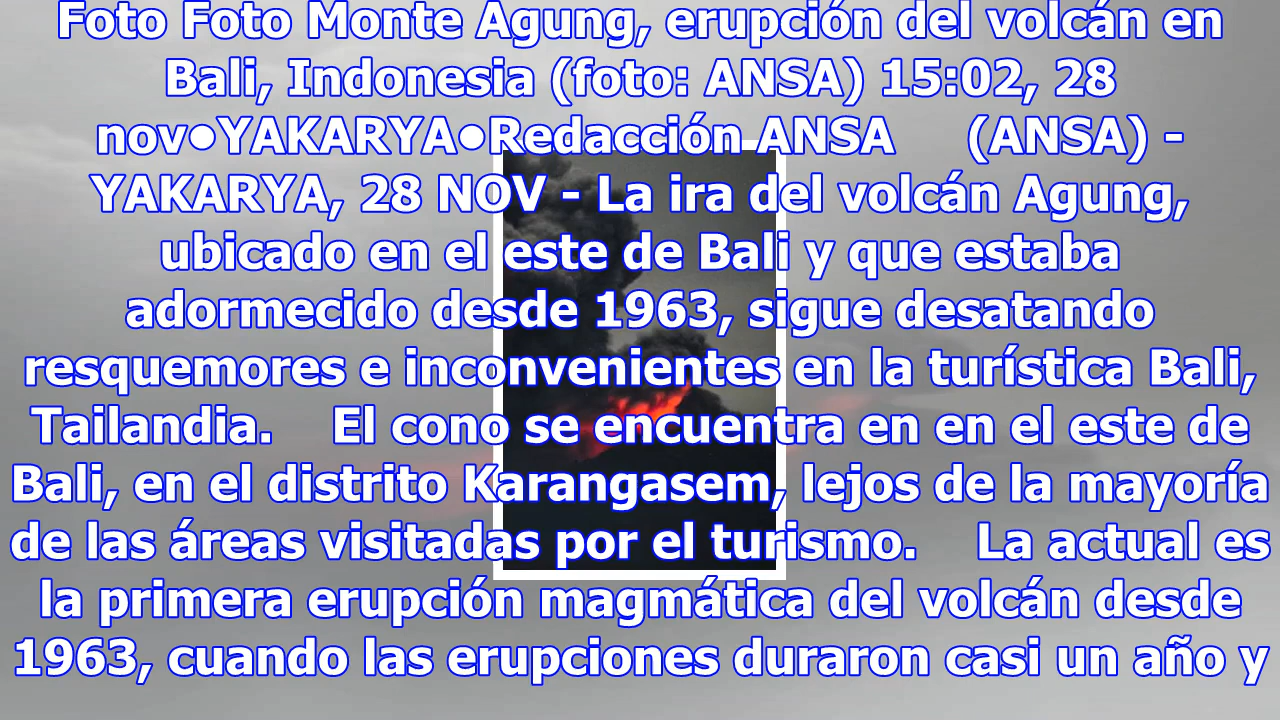 Foto Foto Monte Agung, erupción del volcán en
Bali, Indonesia (foto: ANSA) 15:02, 28
nov•YAKARYA•Redacción ANSA (ANSA) -
YAKARYA, 28 NOV - La ira del volcán Agung,
ubicado en el este de Bali y que estaba
adormecido desde 1963, sigue desatando
resquemores e inconvenientes en la turística Bali,
Tailandia. El cono se encuentra en en el este de
Bali, en el distrito Karangasem, lejos de la mayoría
de las áreas visitadas por el turismo. La actual es
la primera erupción magmática del volcán desde
1963, cuando las erupciones duraron casi un año y